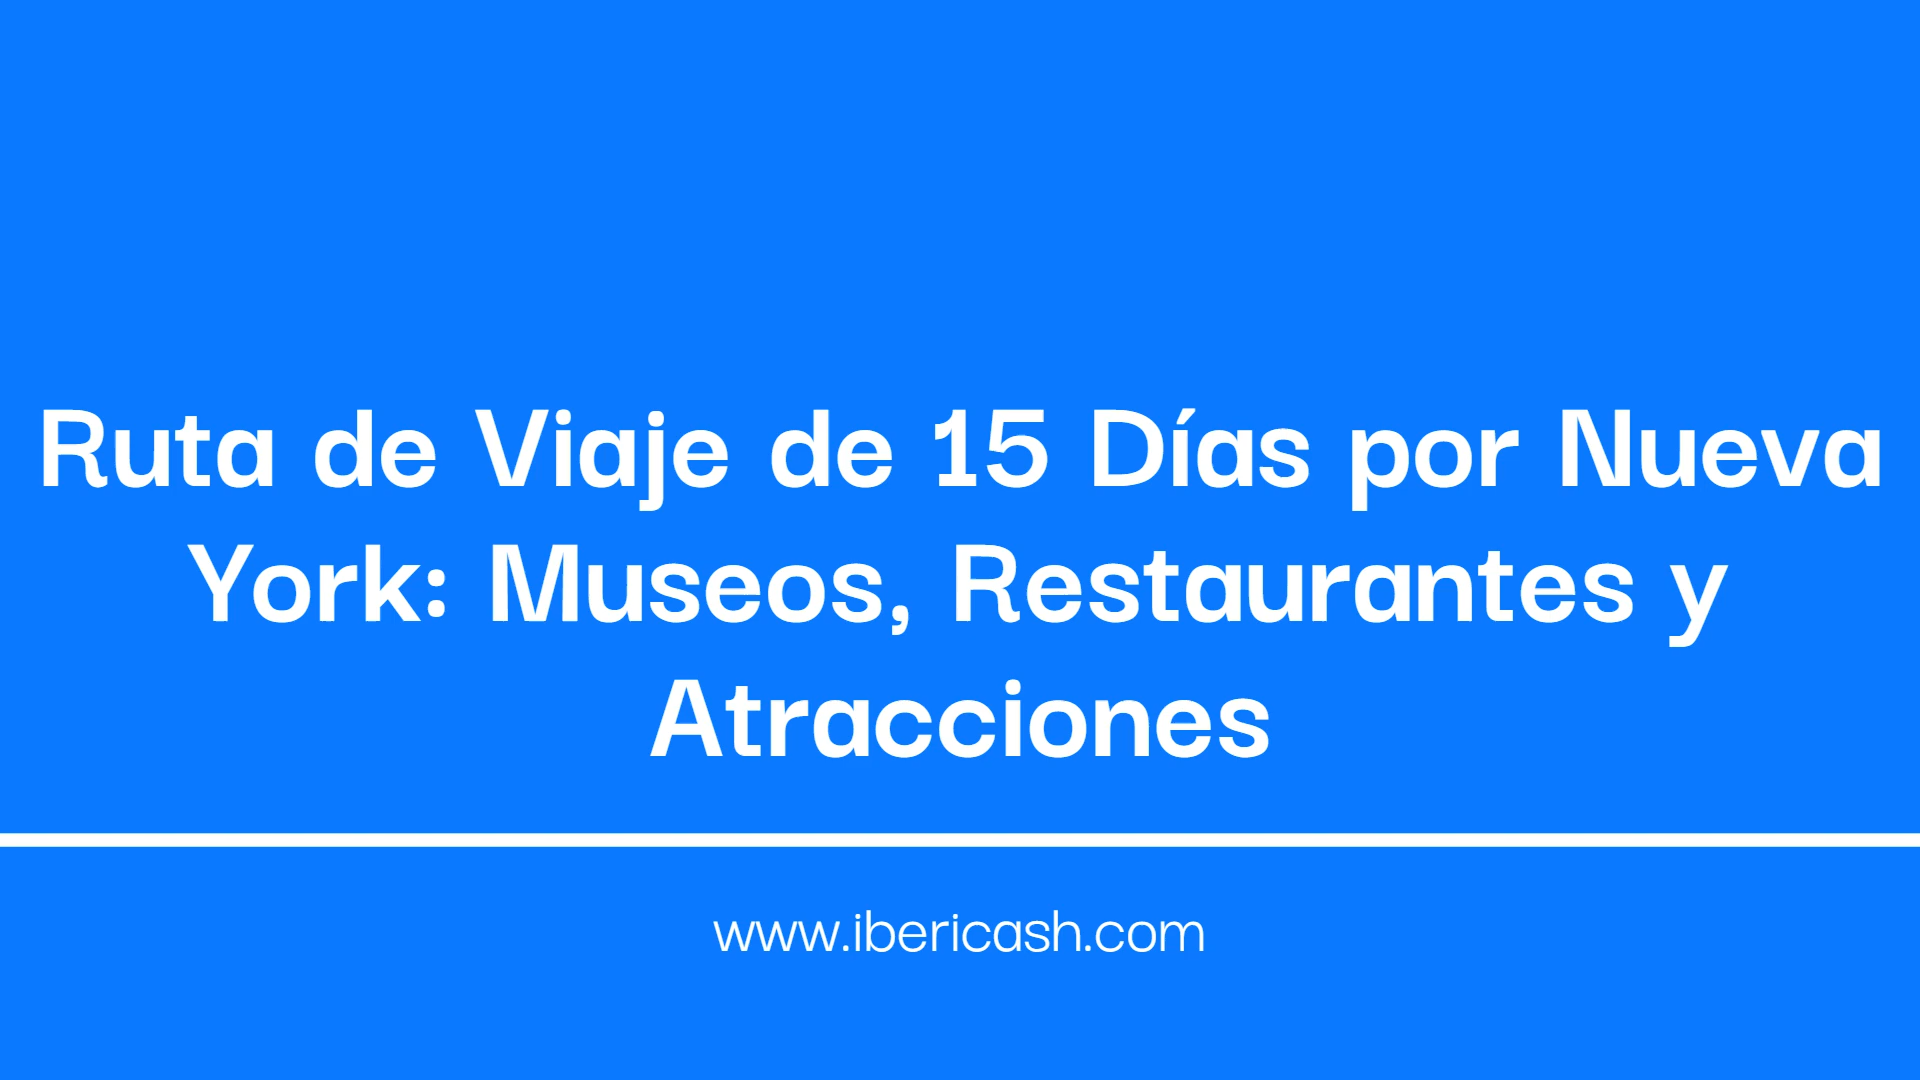 Ruta de Viaje de 15 Días por Nueva
York: Museos, Restaurantes y
Atracciones
www.ibericash.com